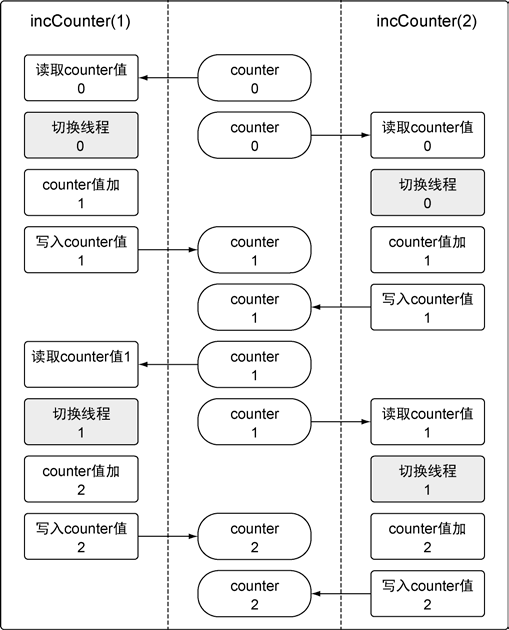 incCounter(1)
incCounter(2)
读取counter值
0
counter
0
切换线程
0
counter
0
读取counter值
0
counter值加
1
切换线程
0
写入counter值
1
counter
1
counter值加
1
counter
1
写入counter值
1
读取counter值1
counter
1
切换线程
1
counter
1
读取counter值
1
counter值加
2
切换线程
1
写入counter值
2
counter
2
counter值加
2
counter
2
写入counter值
2